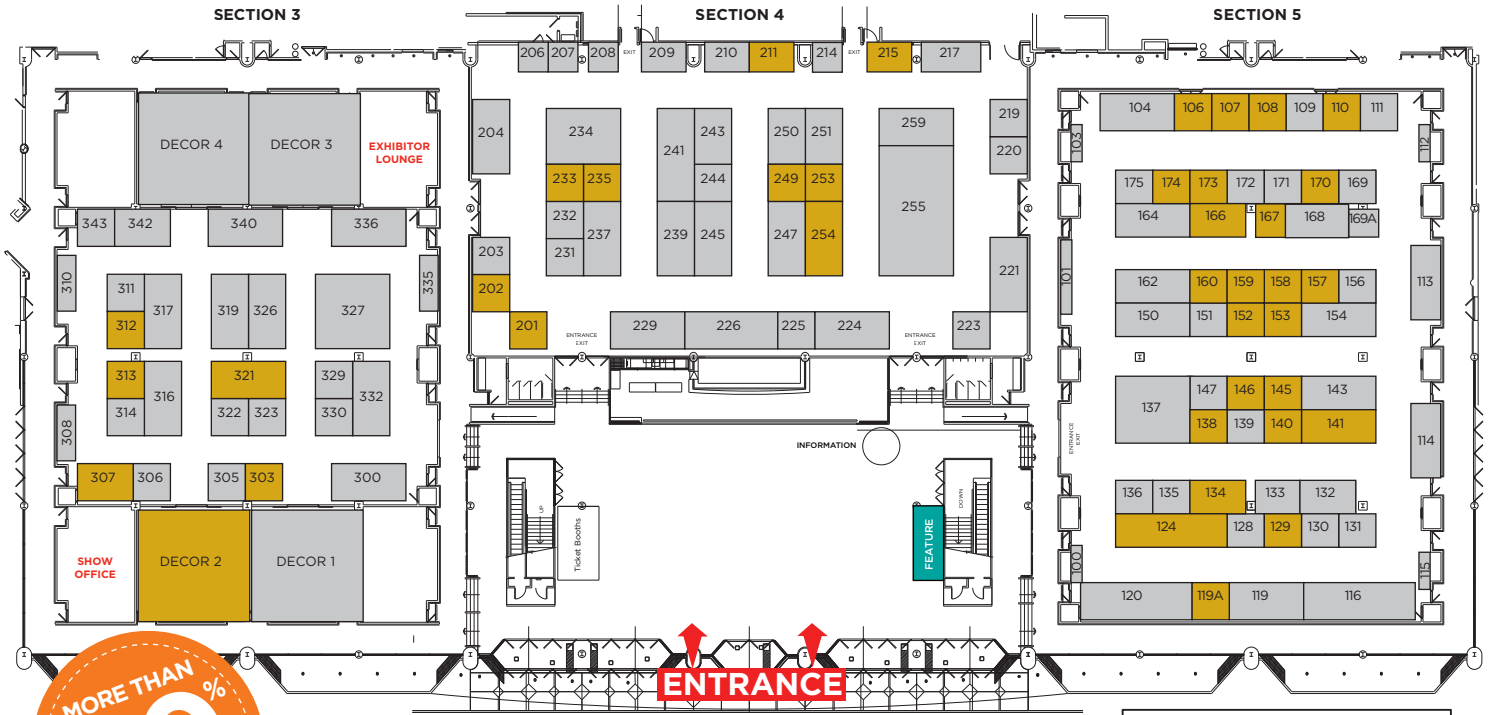 SECTION 3
SECTION 4
SECTION 5
206 207 208 EXIT 209 210 211 214 EXIT 215 217
DECOR 4
DECOR 3
EXHIBITOR
LOUNGE
343 342 340 336
310
335
311
312
317
319 326
327
313
314
316
321
322 323
329
330
332
308
307 306 305 303 300
SHOW
OFFICE
DECOR 2
DECOR 1
204
203
202
201
234
233 235
232
231
237
241
243
244
239 245
250 251
249 253
247 254
259
255
219
220
221
229 226 225 224 223
ENTRANCE
EXIT
ENTRANCE
EXIT
INFORMATION
UP
Ticket Booths
FEATURE
DOWN
ENTRANCE
104 106 107 108 109 110 111
103
112
175 174 173 172 171 170 169
164 166 167 168 169A
101
113
162 160 159 158 157 156
150 151 152 153 154
137
147 146 145 143
138 139 140 141
ENTRANCE
EXIT
114
136 135 134 133 132
124 128 129 130 131
100
115
120 119A 119 116
MORE THAN
%